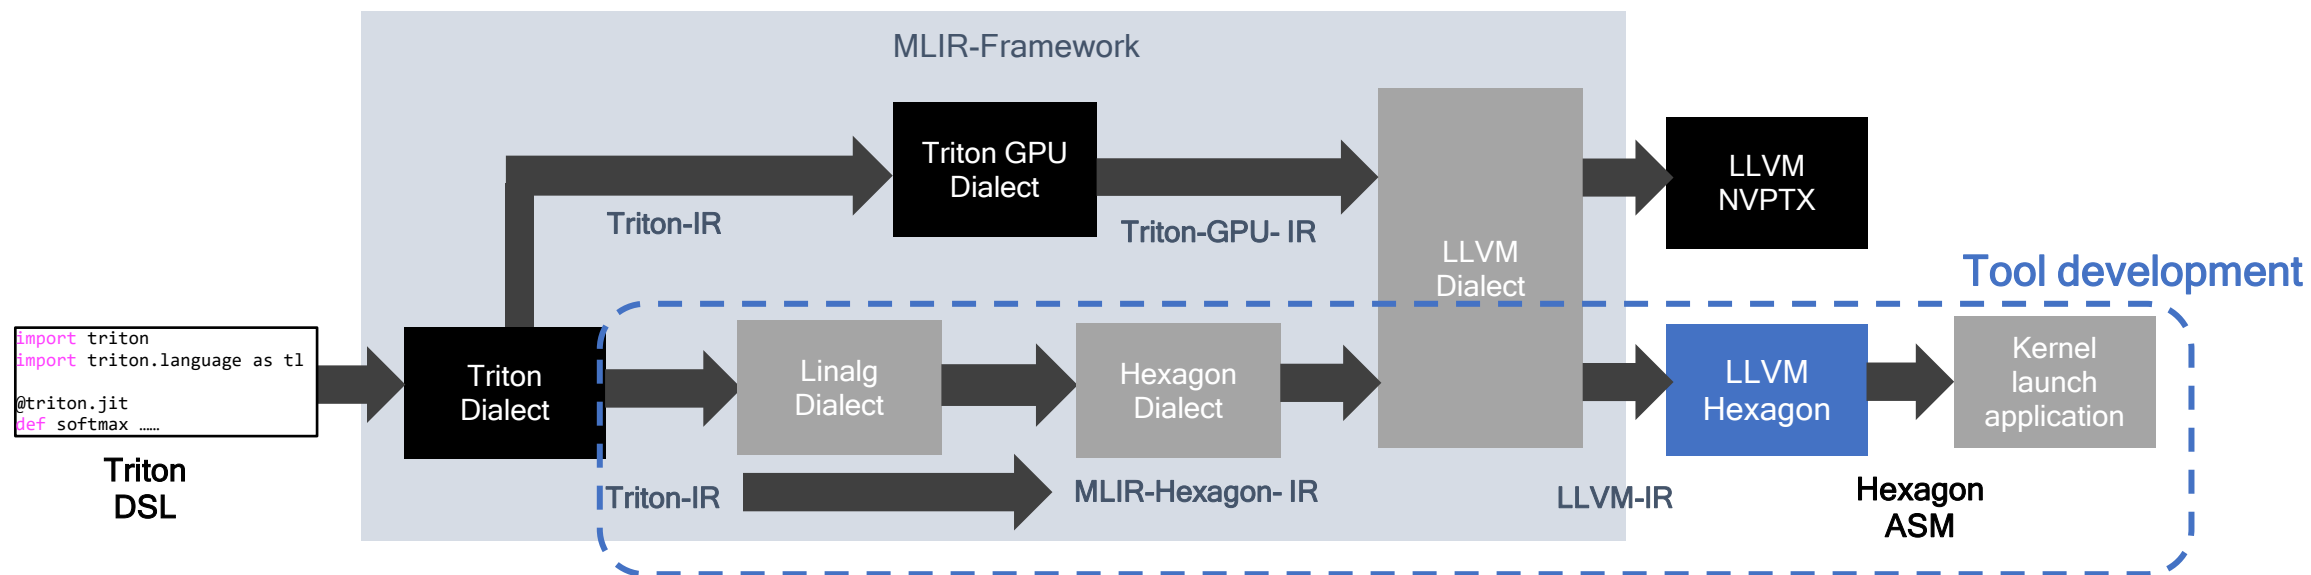 MLIR-Framework
Triton GPU
Dialect
LLVM
NVPTX
Triton-IR
Triton-GPU- IR
LLVM
Dialect
Tool development
import triton
import triton.language as tl
@triton.jit
def softmax ……
Triton
DSL
Triton
Dialect
Linalg
Dialect
Hexagon
Dialect
LLVM
Hexagon
Kernel
launch
application
Triton-IR
MLIR-Hexagon- IR
LLVM-IR
Hexagon
ASM